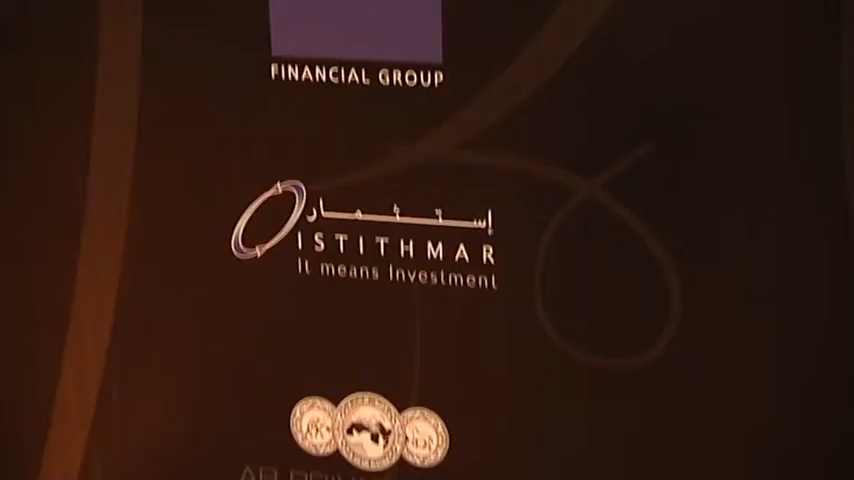 FINANCIAL GROUP
إستثمار
ISTITHMAR
It means Investment